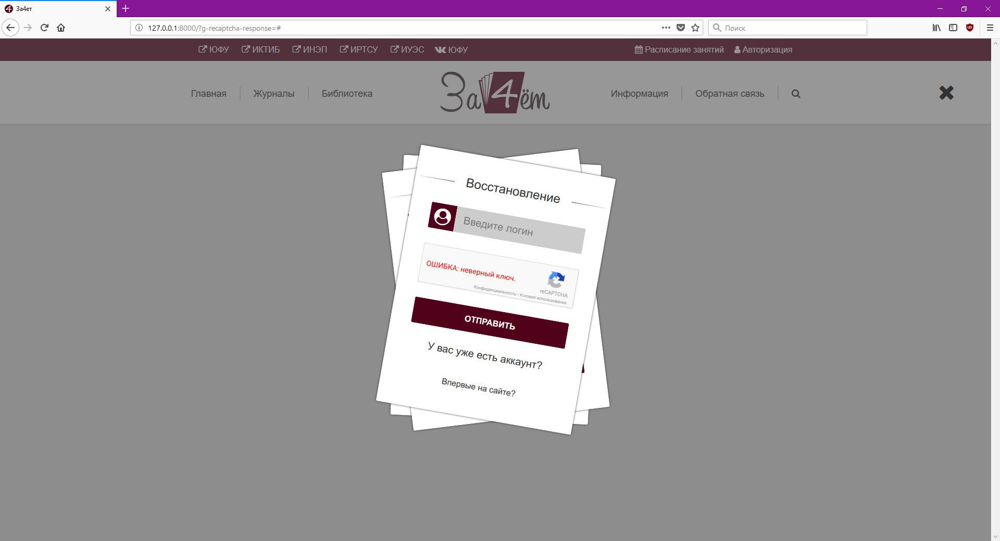 За4ет
127.0.0.1:8000/?g-recaptcha-response=#
Поиск
ЮФУ ИКТИБ ИНЭП ИРТСУ ИУЭС ЮФУ Расписание занятий Авторизация
Главная Журналы Библиотека За4ёт Информация Обратная связь
Восстановление
Введите логин
ОШИБКА: неверный ключ.
reCAPTCHA
Конфиденциальность - Условия использования
ОТПРАВИТЬ
У вас уже есть аккаунт?
Впервые на сайте?